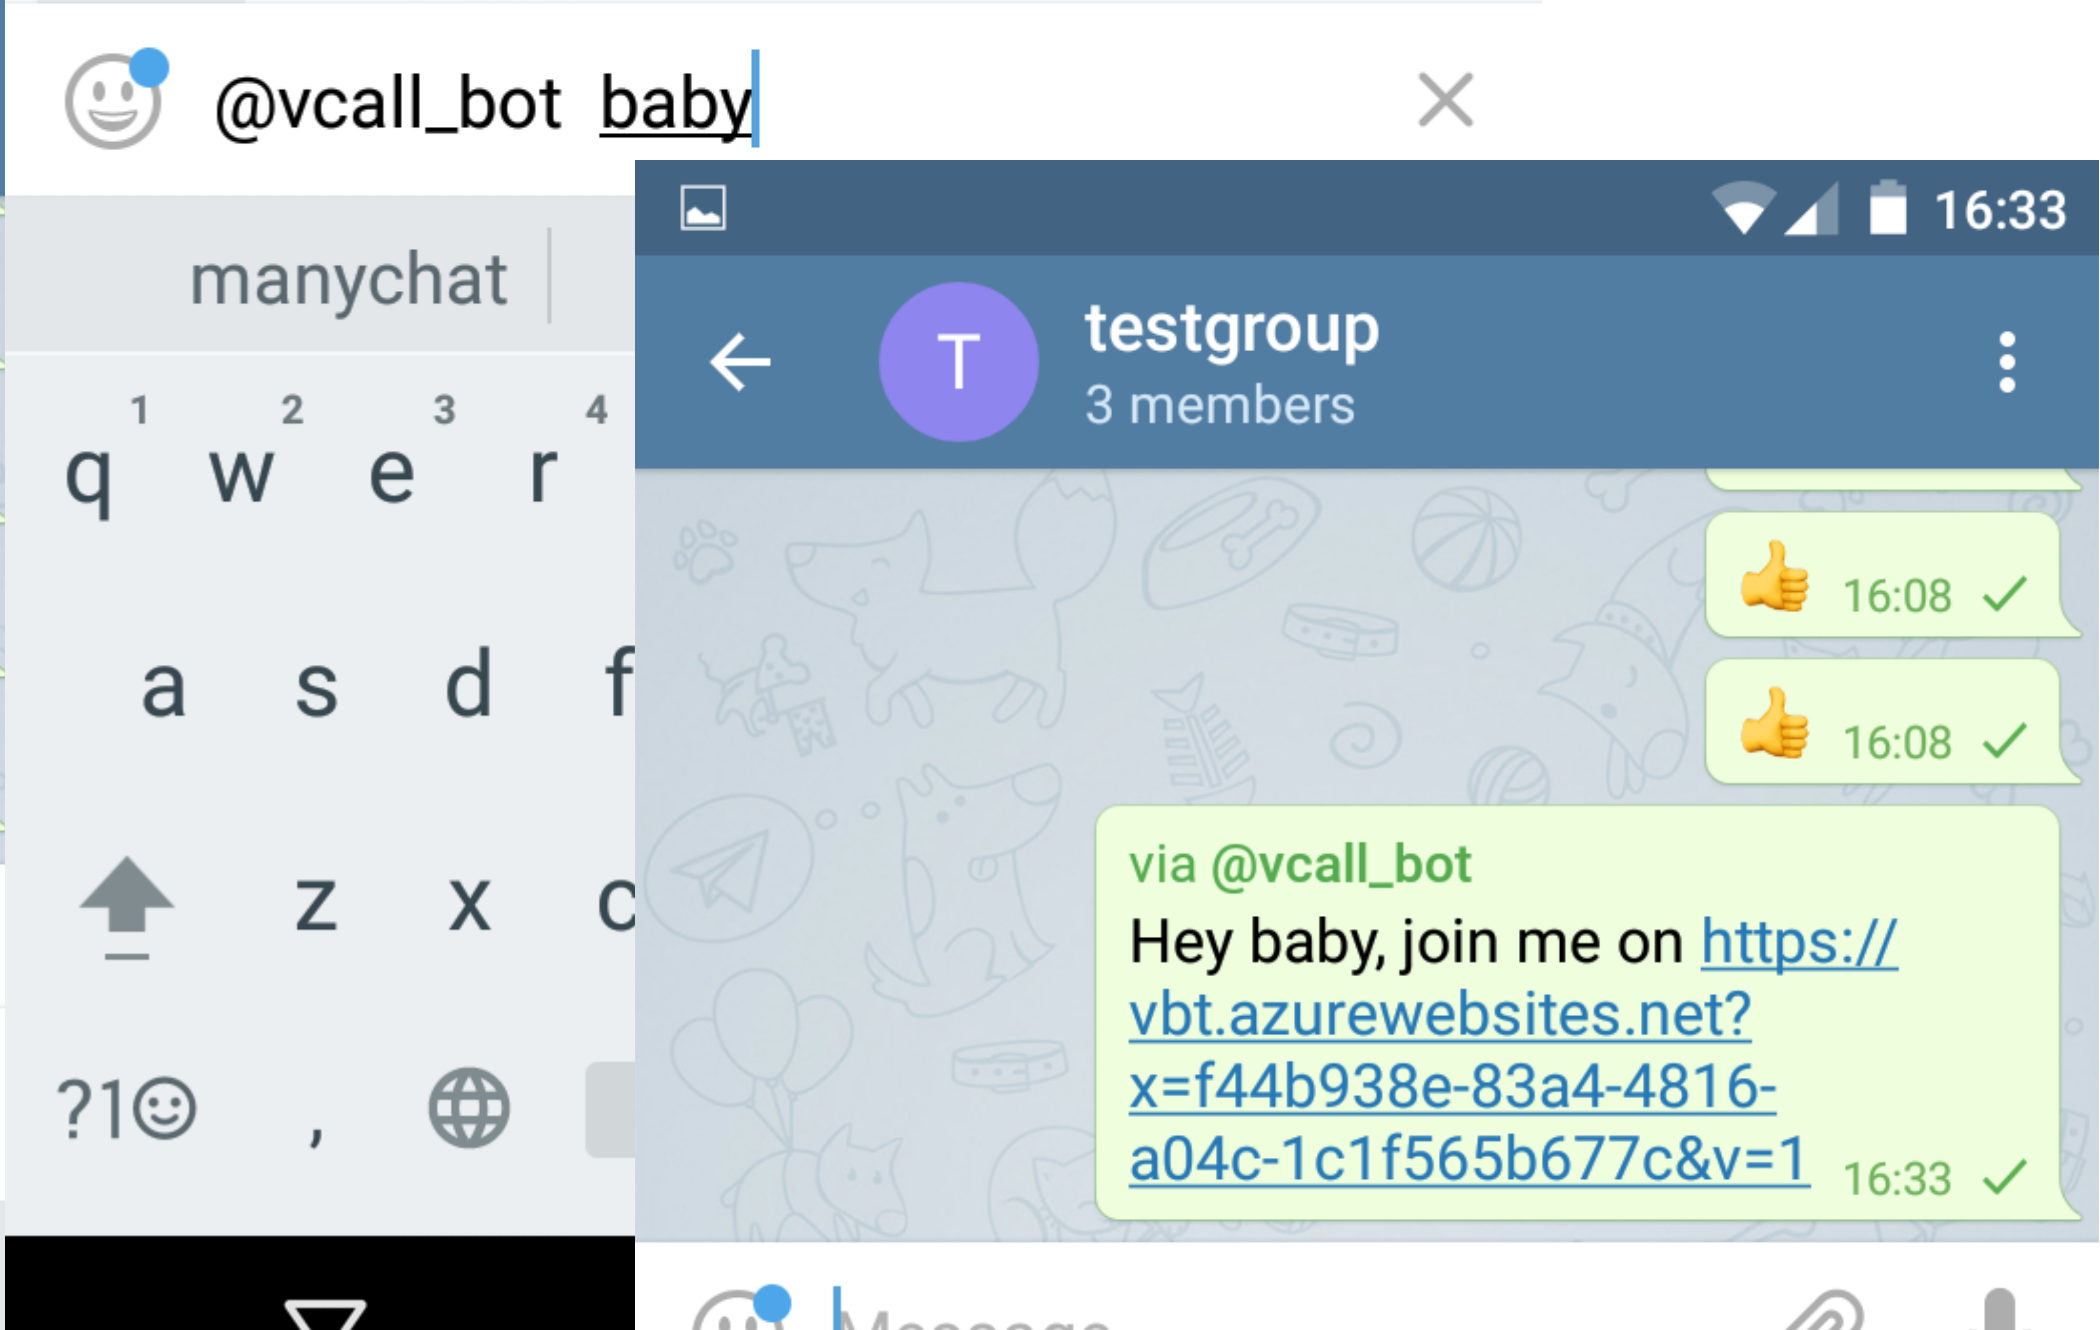 @vcall_bot baby
manychat
1 2 3 4
q w e r
a s d f
z x c
?1 ,
16:33
T
testgroup
3 members
16:08
16:08
via @vcall_bot
Hey baby, join me on https://
vbt.azurewebsites.net?
x=f44b938e-83a4-4816-
a04c-1c1f565b677c&v=1
16:33
Message